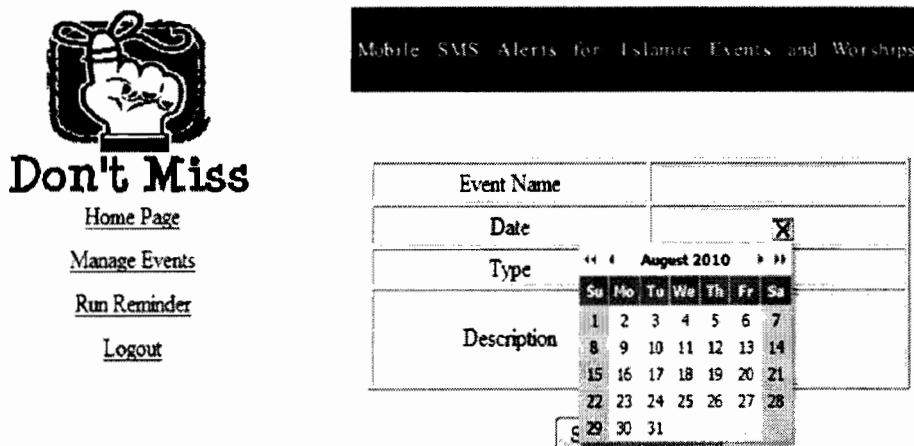 Mobile SMS Alerts for Islamic Events and Worships
Don't Miss
Home Page
Manage Events
Run Reminder
Logout
Event Name
Date
X
Type
August 2010
Su Mo Tu We Th Fr Sa
1 2 3 4 5 6 7
Description
8 9 10 11 12 13 14
15 16 17 18 19 20 21
22 23 24 25 26 27 28
29 30 31